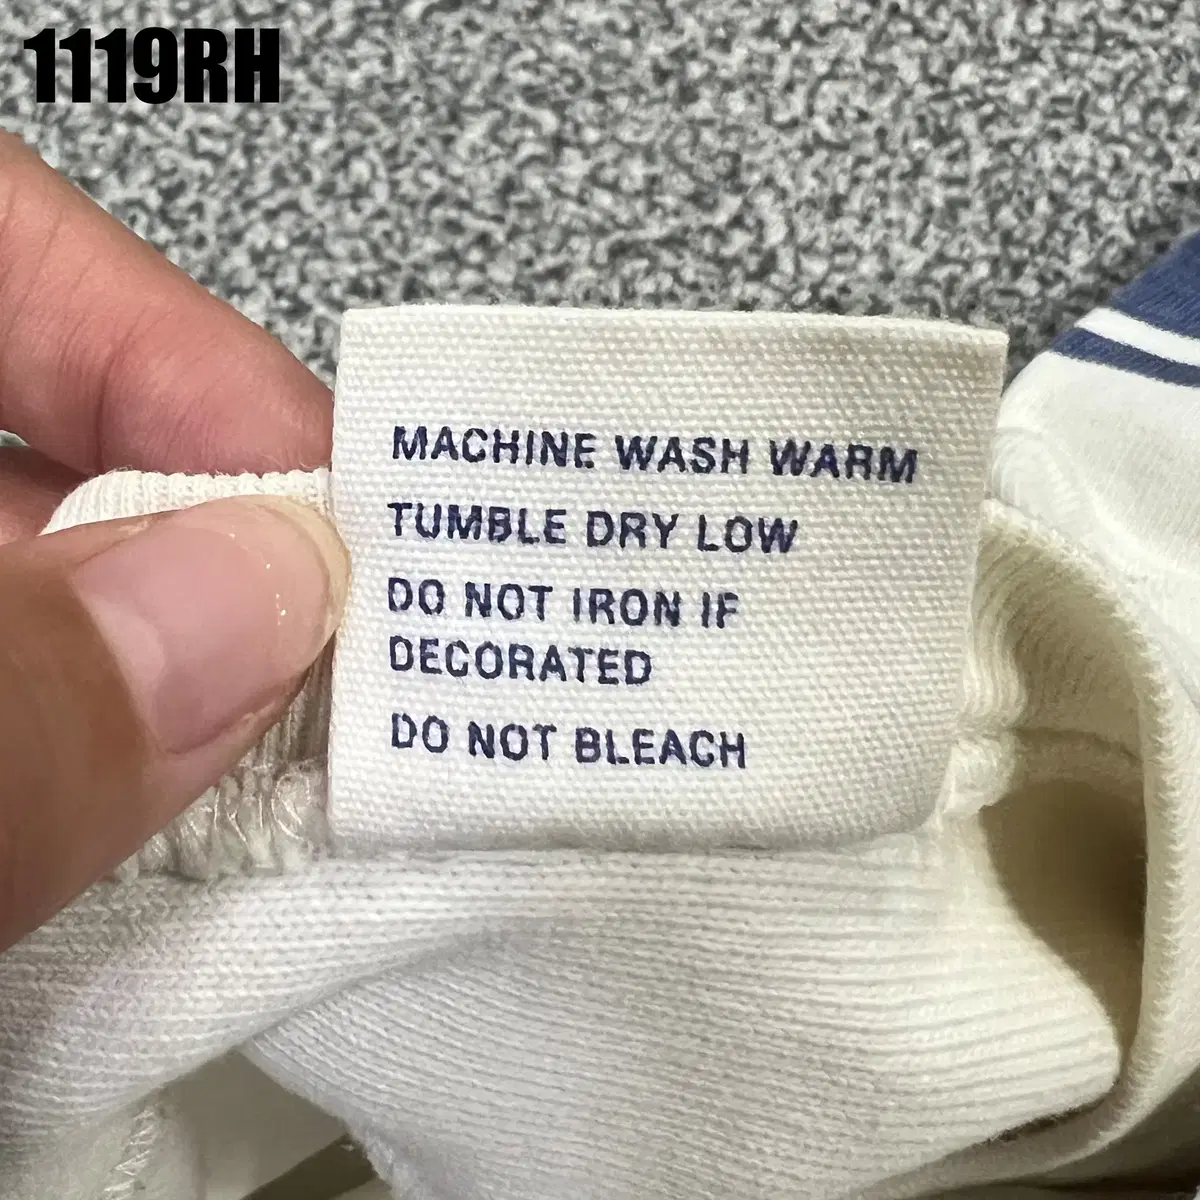 1119RH
MACHINE WASH WARM
TUMBLE DRY LOW
DO NOT IRON IF
DECORATED
DO NOT BLEACH